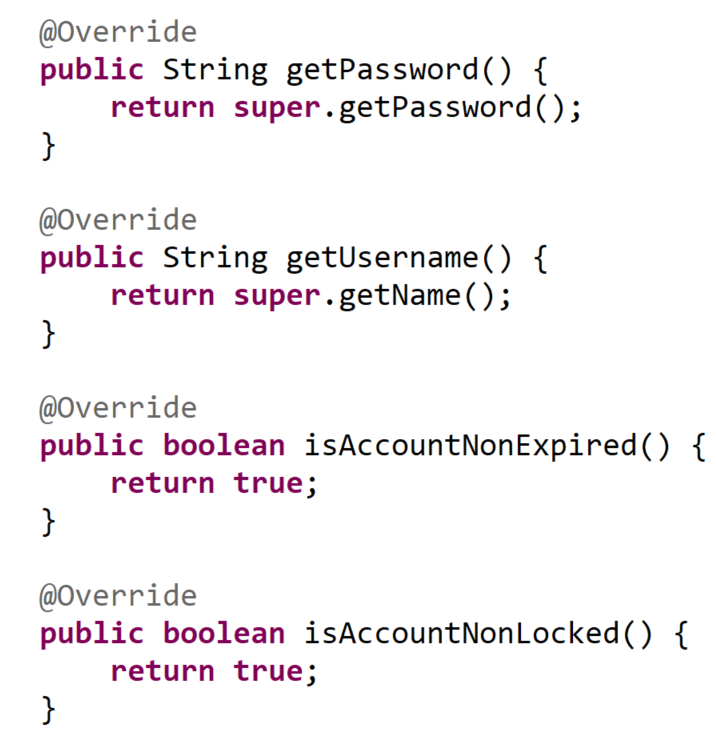 @Override
public String getPassword() {
    return super.getPassword();
}

@Override
public String getUsername() {
    return super.getName();
}

@Override
public boolean isAccountNonExpired() {
    return true;
}

@Override
public boolean isAccountNonLocked() {
    return true;
}